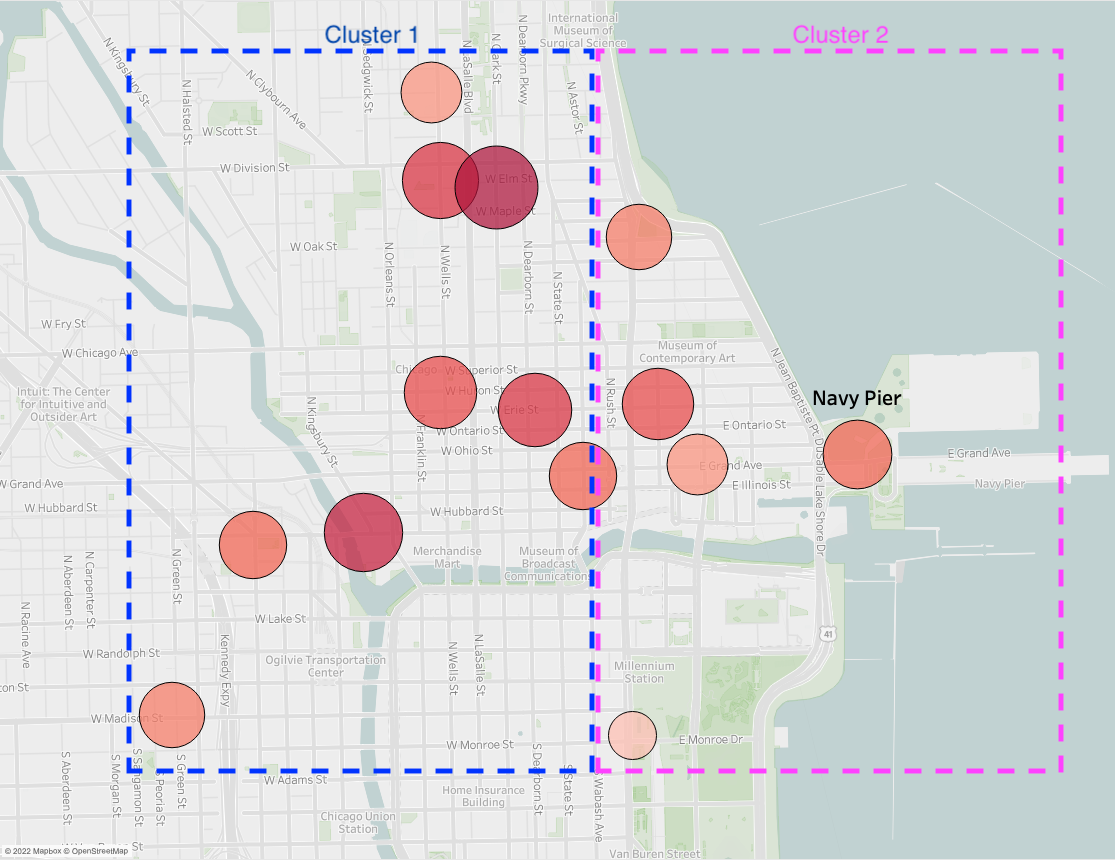 International
Museum of
Surgical Science
Cluster 1
Cluster 2
N Kingsbury St
N Halsted St
N Clybourn Ave
N Sedgwick St
N LaSalle Blvd
N Clark St
N Dearborn Pkwy
N Astor St
W Scott St
W Division St
W Elm St
W Maple St
W Oak St
N Orleans St
N Wells St
N Dearborn St
N State St
W Fry St
W Chicago Ave
Museum of
Contemporary Art
N Jean Baptiste Pt. Dusable Lake Shore Dr
Intuit: The Center
for Intuitive and
Outsider Art
Chicago
W Superior St
W Huron St
W Erie St
N Rush St
Navy Pier
N Kingsbury St
N Franklin St
W Ontario St
E Ontario St
W Ohio St
E Grand Ave
E Grand Ave
W Grand Ave
E Illinois St
Navy Pier
W Hubbard St
W Hubbard St
Merchandise
Mart
Museum of
Broadcast
Communications
N Aberdeen St
N Carpenter St
N Green St
N Racine Ave
W Lake St
41
W Randolph St
Kennedy Expy
Ogilvie Transportation
Center
N Wells St
N LaSalle St
Millennium
Station
ton St
W Madison St
W Monroe St
E Monroe Dr
S Aberdeen St
S Morgan St
S Sangamon St
S Peoria St
S Green St
W Adams St
S Dearborn St
S State St
S Wabash Ave
Home Insurance
Building
Chicago Union
Station
© 2022 Mapbox © OpenStreetMap
Van Buren Street